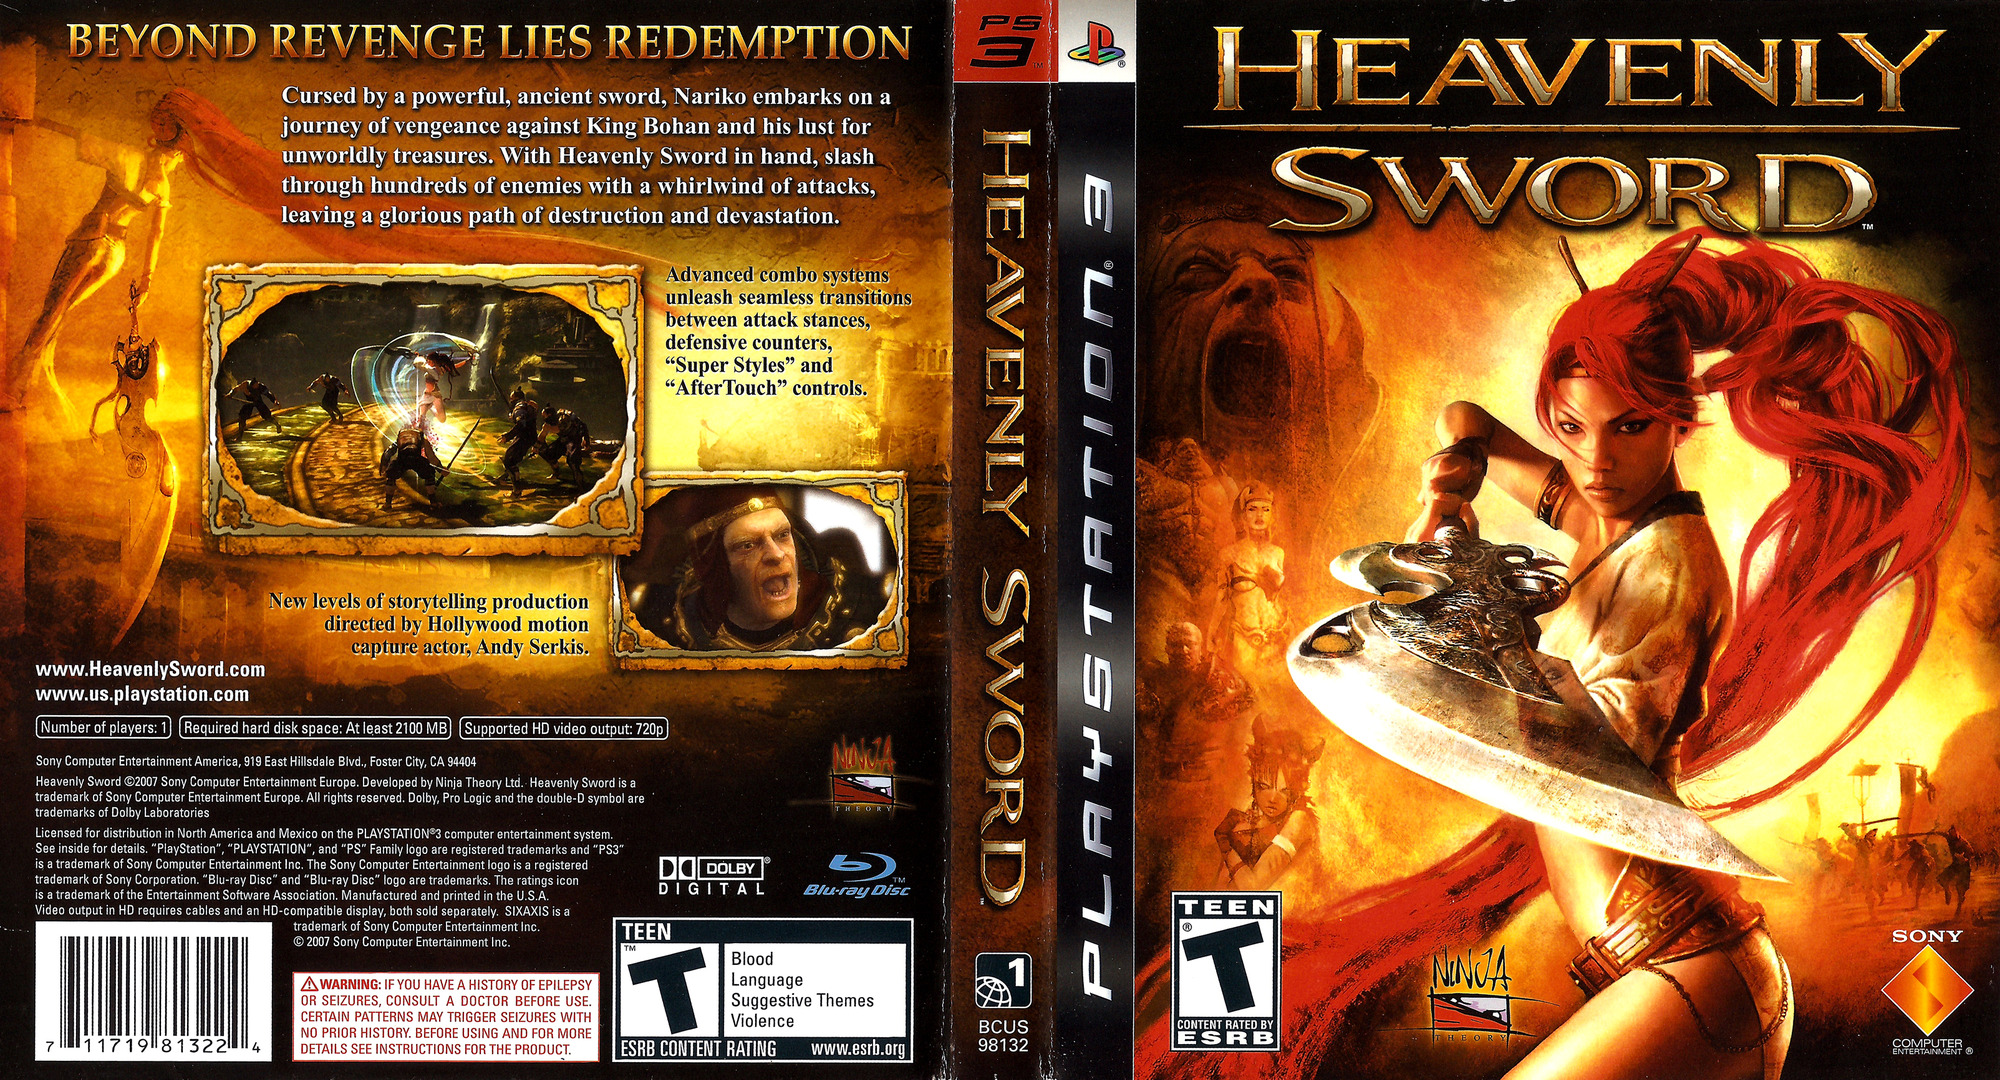 BEYOND REVENGE LIES REDEMPTION
Cursed by a powerful, ancient sword, Nariko embarks on a
journey of vengeance against King Bohan and his lust for
unworldly treasures. With Heavenly Sword in hand, slash
through hundreds of enemies with a whirlwind of attacks,
leaving a glorious path of destruction and devastation.
Advanced combo systems
unleash seamless transitions
between attack stances,
defensive counters,
“Super Styles” and
“AfterTouch” controls.
New levels of storytelling production
directed by Hollywood motion
capture actor, Andy Serkis.
www.HeavenlySword.com
www.us.playstation.com
Number of players: 1 Required hard disk space: At least 2100 MB Supported HD video output: 720p
Sony Computer Entertainment America, 919 East Hillsdale Blvd., Foster City, CA 94404
Heavenly Sword ©2007 Sony Computer Entertainment Europe. Developed by Ninja Theory Ltd. Heavenly Sword is a
trademark of Sony Computer Entertainment Europe. All rights reserved. Dolby, Pro Logic and the double-D symbol are
trademarks of Dolby Laboratories
Licensed for distribution in North America and Mexico on the PLAYSTATION®3 computer entertainment system.
See inside for details. “PlayStation”, “PLAYSTATION”, and “PS” Family logo are registered trademarks and “PS3”
is a trademark of Sony Computer Entertainment Inc. The Sony Computer Entertainment logo is a registered
trademark of Sony Corporation. “Blu-ray Disc” and “Blu-ray Disc” logo are trademarks. The ratings icon
is a trademark of the Entertainment Software Association. Manufactured and printed in the U.S.A.
Video output in HD requires cables and an HD-compatible display, both sold separately. SIXAXIS is a
trademark of Sony Computer Entertainment Inc.
© 2007 Sony Computer Entertainment Inc.
7 11719 81322 4
⚠ WARNING: IF YOU HAVE A HISTORY OF EPILEPSY
OR SEIZURES, CONSULT A DOCTOR BEFORE USE.
CERTAIN PATTERNS MAY TRIGGER SEIZURES WITH
NO PRIOR HISTORY. BEFORE USING AND FOR MORE
DETAILS SEE INSTRUCTIONS FOR THE PRODUCT.
NINJA
THEORY
DOLBY®
DIGITAL
Blu-ray Disc™
TEEN
T™
Blood
Language
Suggestive Themes
Violence
ESRB CONTENT RATING www.esrb.org
PS3™
HEAVENLY SWORD™
PLAYSTATION®3
1
BCUS
98132
HEAVENLY
SWORD™
TEEN
T®
CONTENT RATED BY
ESRB
NINJA
THEORY
SONY
COMPUTER
ENTERTAINMENT®